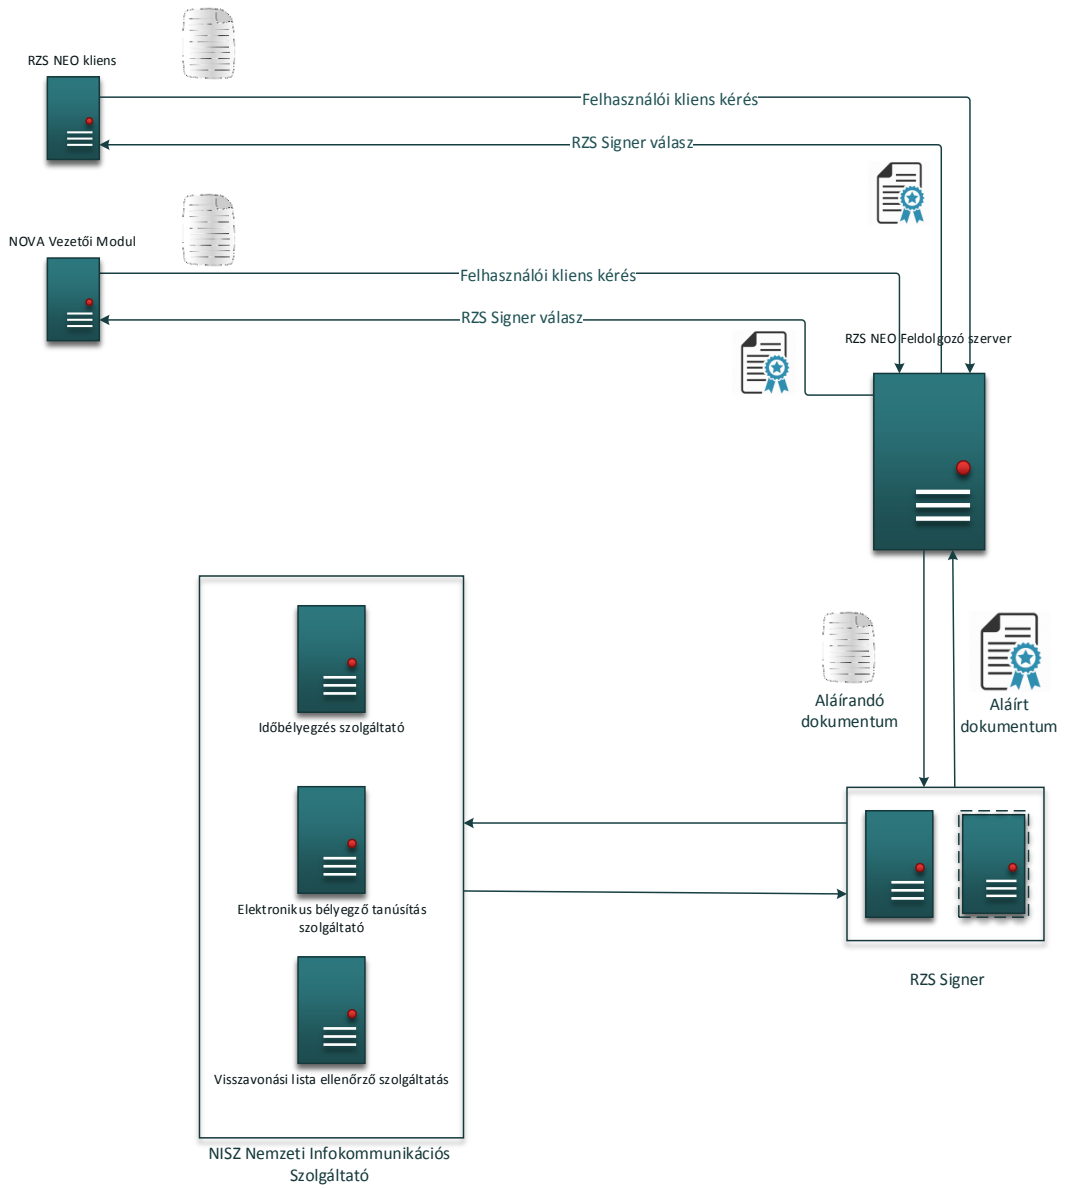 RZS NEO kliens
Felhasználói kliens kérés
RZS Signer válasz
NOVA Vezetői Modul
Felhasználói kliens kérés
RZS Signer válasz
RZS NEO Feldolgozó szerver
Aláírandó
dokumentum
Aláírt
dokumentum
Időbélyegzés szolgáltató
Elektronikus bélyegző tanúsítás
szolgáltató
Visszavonási lista ellenőrző szolgáltatás
RZS Signer
NISZ Nemzeti Infokommunikációs
Szolgáltató